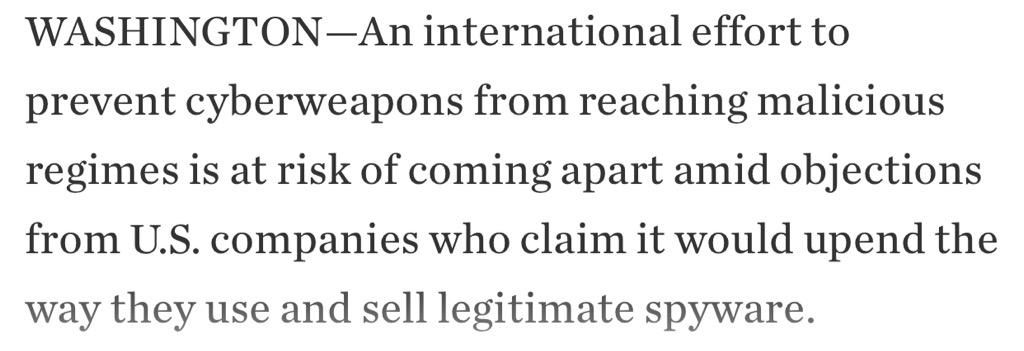 WASHINGTON—An international effort to
prevent cyberweapons from reaching malicious
regimes is at risk of coming apart amid objections
from U.S. companies who claim it would upend the
way they use and sell legitimate spyware.